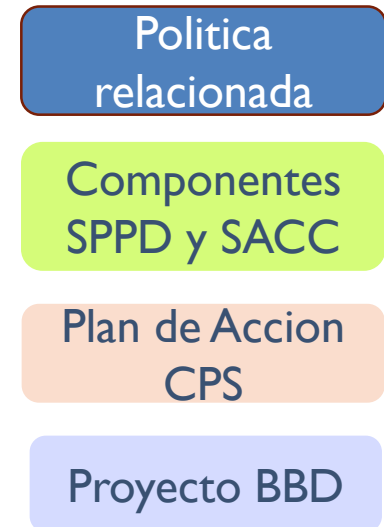 Politica
relacionada
Componentes
SPPD y SACC
Plan de Accion
CPS
Proyecto BBD